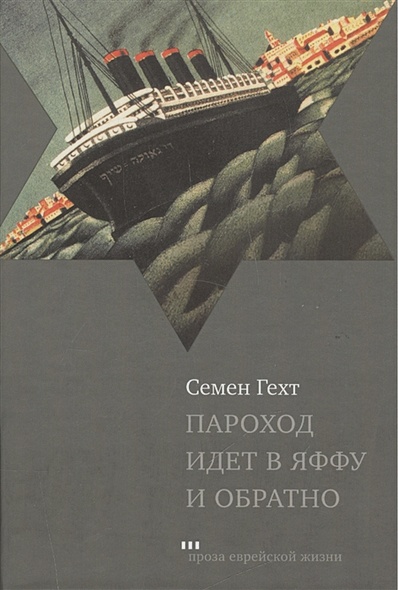 Семен Гехт
ПАРОХОД
ИДЕТ В ЯФФУ
И ОБРАТНО
проза еврейской жизни